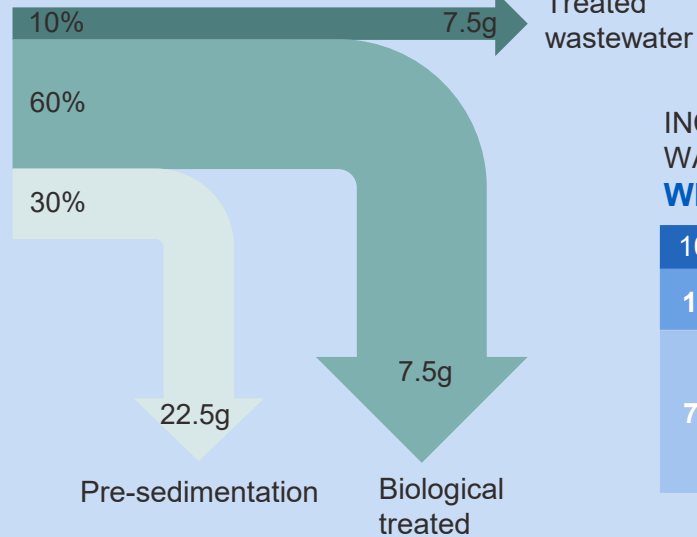 Treated
wastewater
10%
7.5g
60%
30%
7.5g
22.5g
Pre-sedimentation
Biological
treated